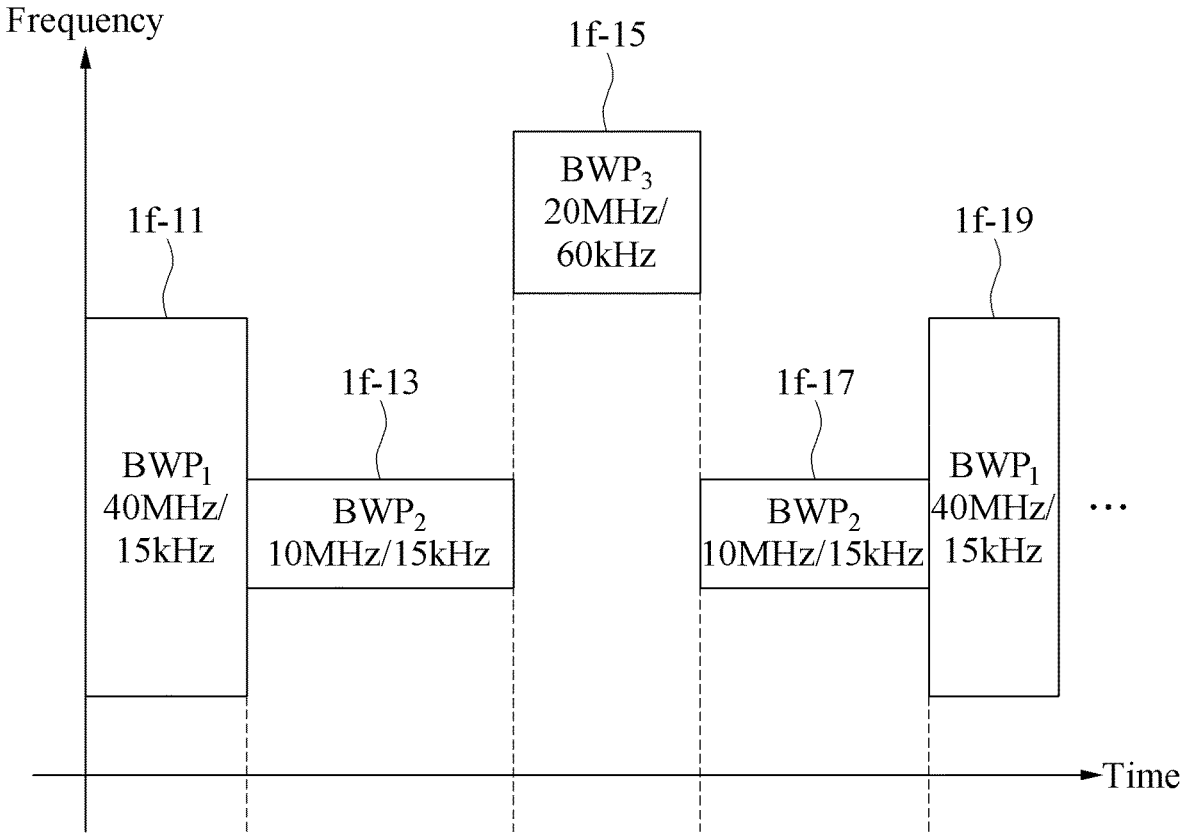 Frequency
1f-15
BWP₃
20MHz/
60kHz
1f-11
1f-19
1f-13
1f-17
BWP₁
40MHz/
15kHz
BWP₂
10MHz/15kHz
BWP₂
10MHz/15kHz
BWP₁
40MHz/
15kHz
...
Time